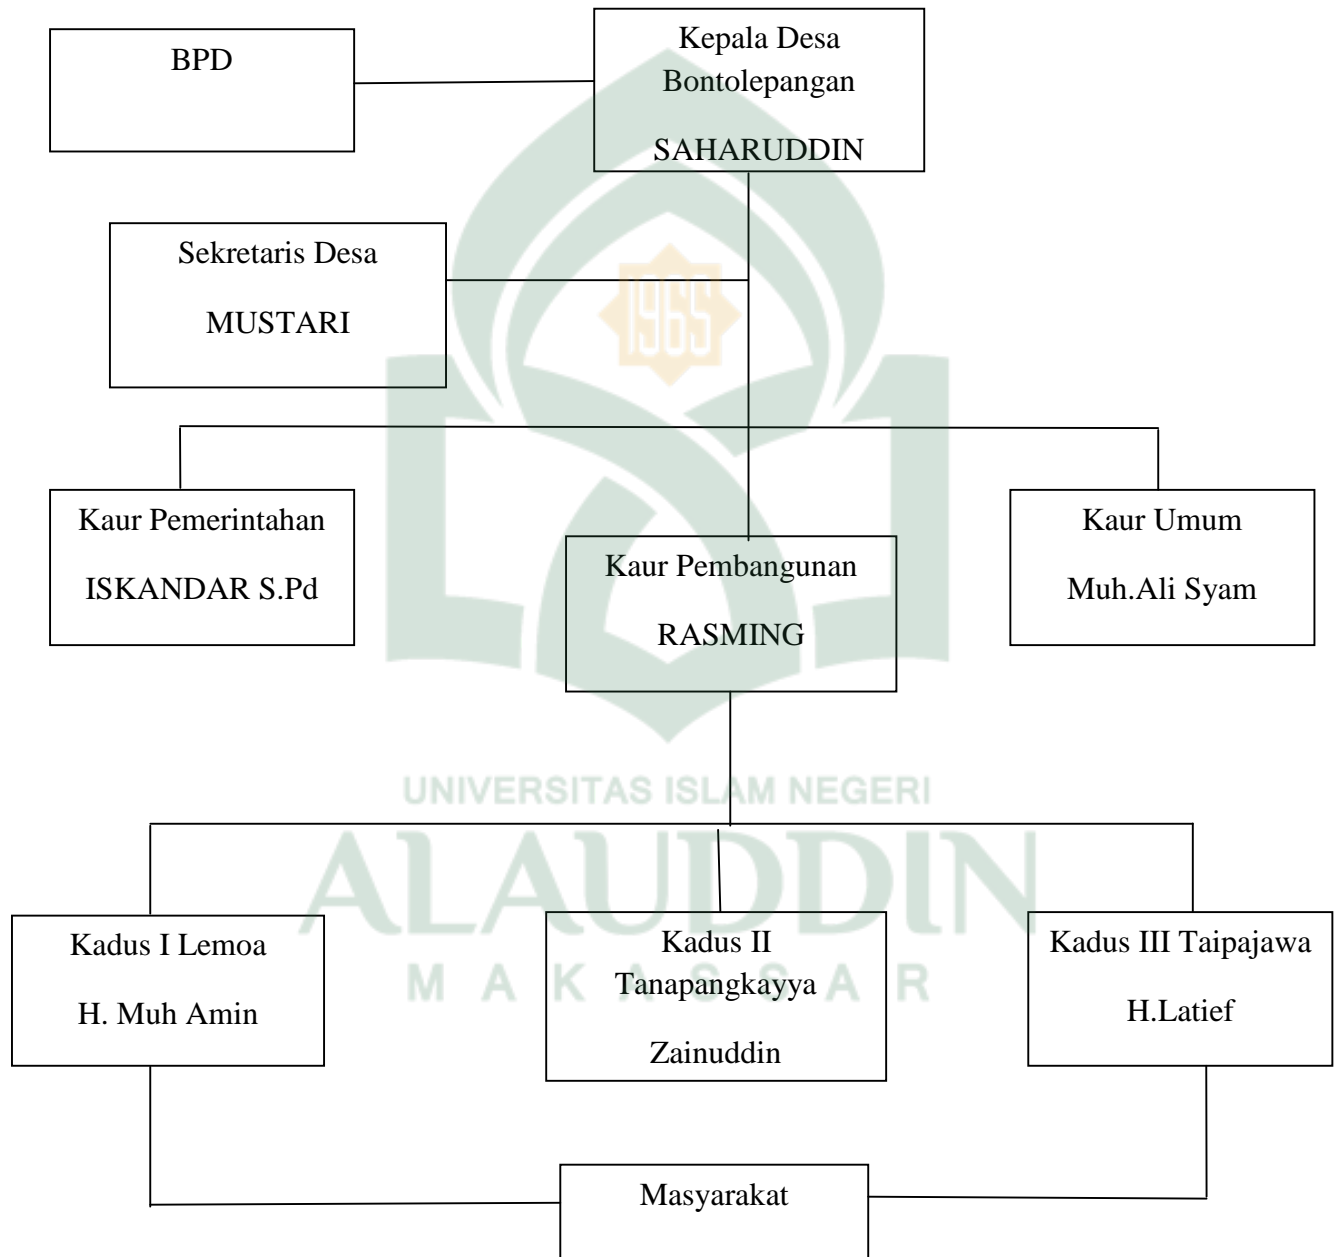 BPD
Kepala Desa
Bontolepangan
SAHARUDDIN
Sekretaris Desa
MUSTARI
1965
Kaur Pemerintahan
ISKANDAR S.Pd
Kaur Pembangunan
RASMING
Kaur Umum
Muh.Ali Syam
UNIVERSITAS ISLAM NEGERI
ALAUDDIN
MAKASSAR
Kadus I Lemoa
H. Muh Amin
Kadus II
Tanapangkayya
Zainuddin
Kadus III Taipajawa
H.Latief
Masyarakat